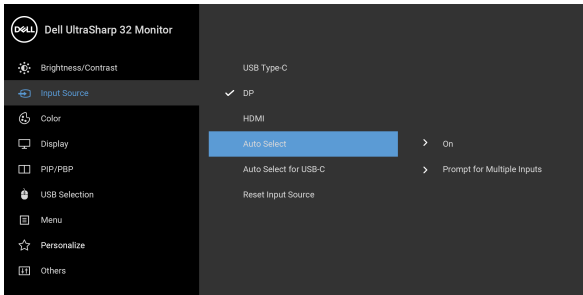 DELL Dell UltraSharp 32 Monitor
Brightness/Contrast
Input Source
Color
Display
PIP/PBP
USB Selection
Menu
Personalize
Others
USB Type-C
DP
HDMI
Auto Select On
Auto Select for USB-C Prompt for Multiple Inputs
Reset Input Source